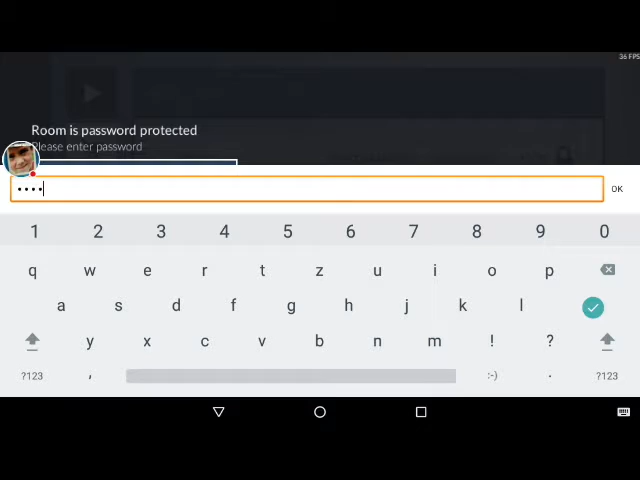 36 FPS
Room is password protected
Please enter password
••••
OK
1 2 3 4 5 6 7 8 9 0
q w e r t z u i o p
a s d f g h j k l
y x c v b n m ! ?
?123 , :-) . ?123